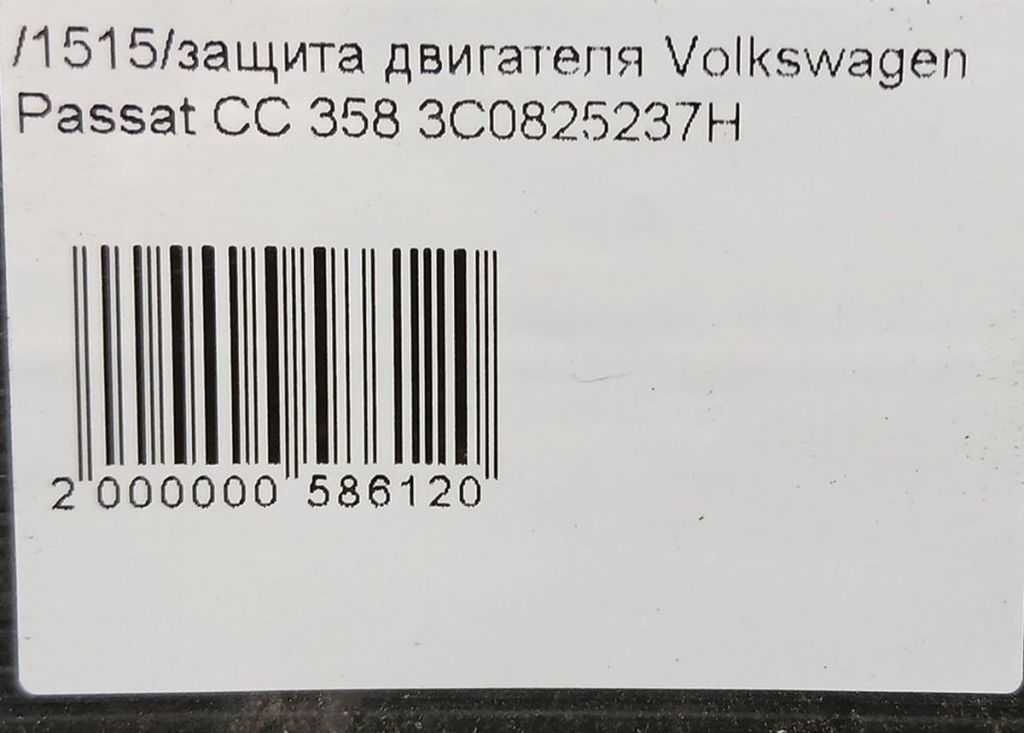 /1515/защита двигателя Volkswagen
Passat CC 358 3C0825237H
2 000000 586120